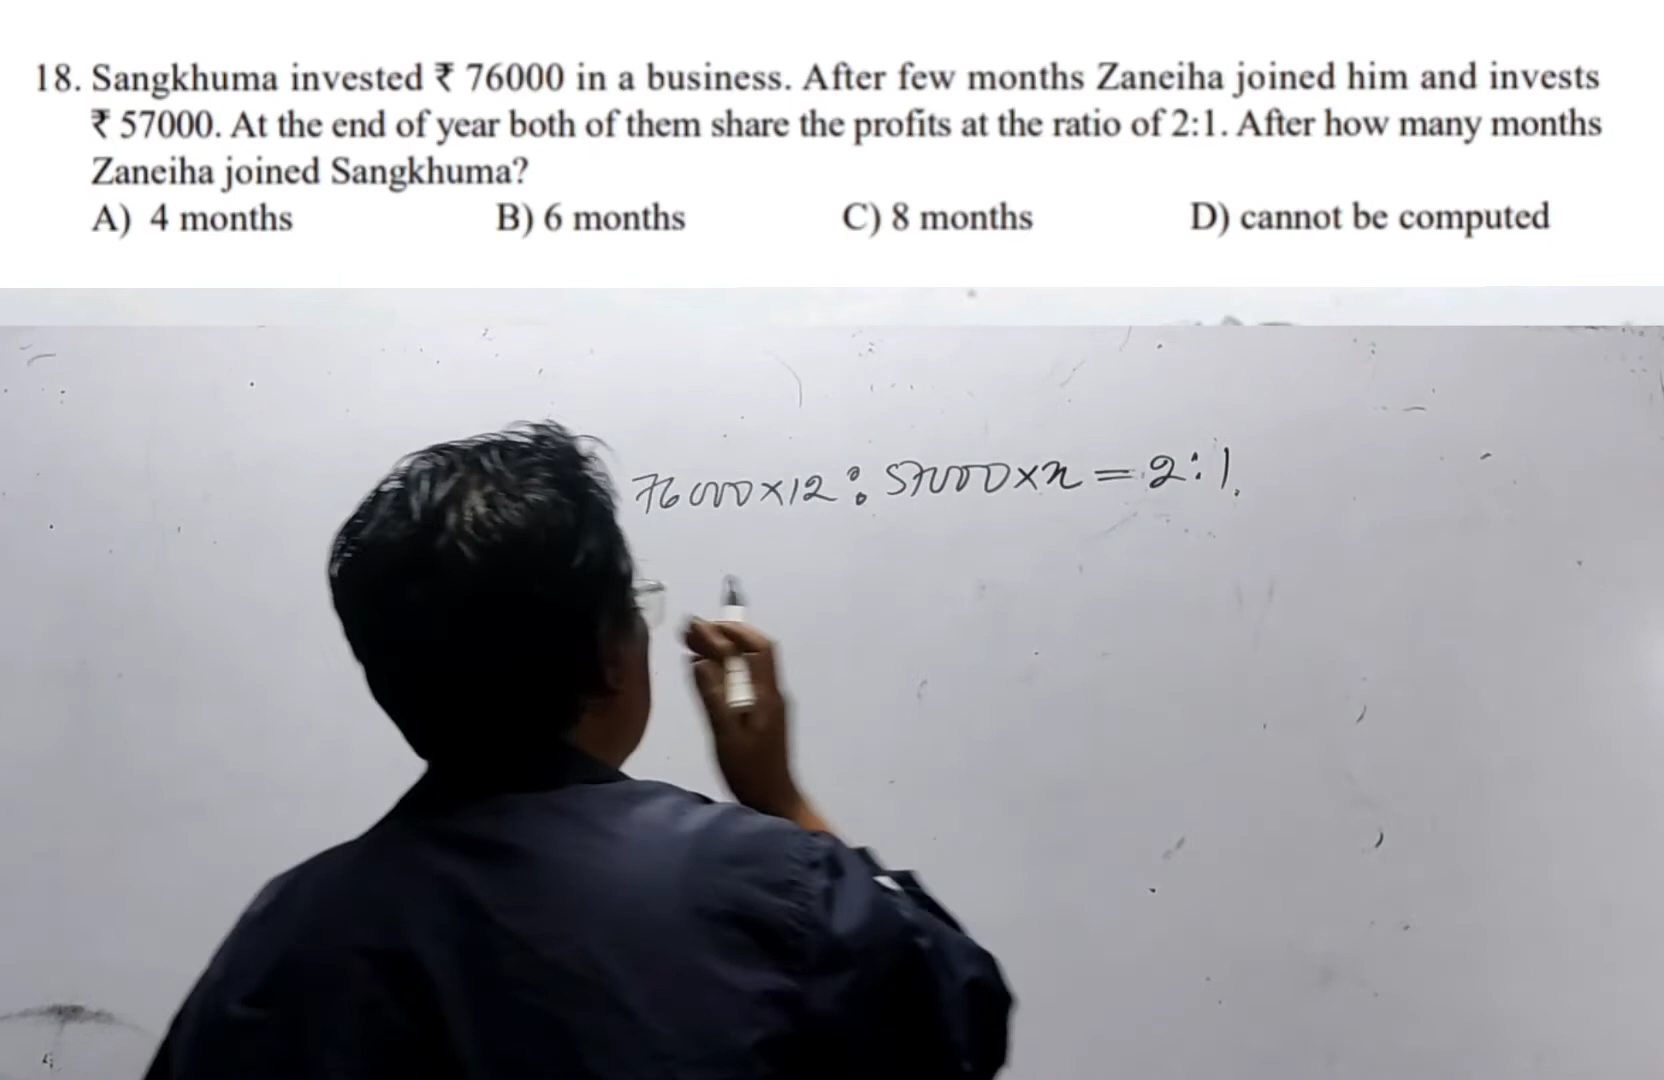 18. Sangkhuma invested ₹ 76000 in a business. After few months Zaneiha joined him and invests
₹ 57000. At the end of year both of them share the profits at the ratio of 2:1. After how many months
Zaneiha joined Sangkhuma?
A) 4 months B) 6 months C) 8 months D) cannot be computed
76000×12 : 57000×x = 2:1.